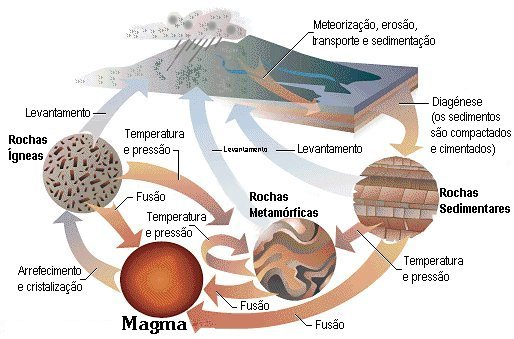 Meteorização, erosão,
transporte e sedimentação
Levantamento
Diagénese
(os sedimentos
são compactados
e cimentados)
Rochas
Ígneas
Temperatura
e pressão
Levantamento
Levantamento
Fusão
Rochas
Metamórficas
Rochas
Sedimentares
Temperatura
e pressão
Arrefecimento
e cristalização
Temperatura
e pressão
Fusão
Magma
Fusão